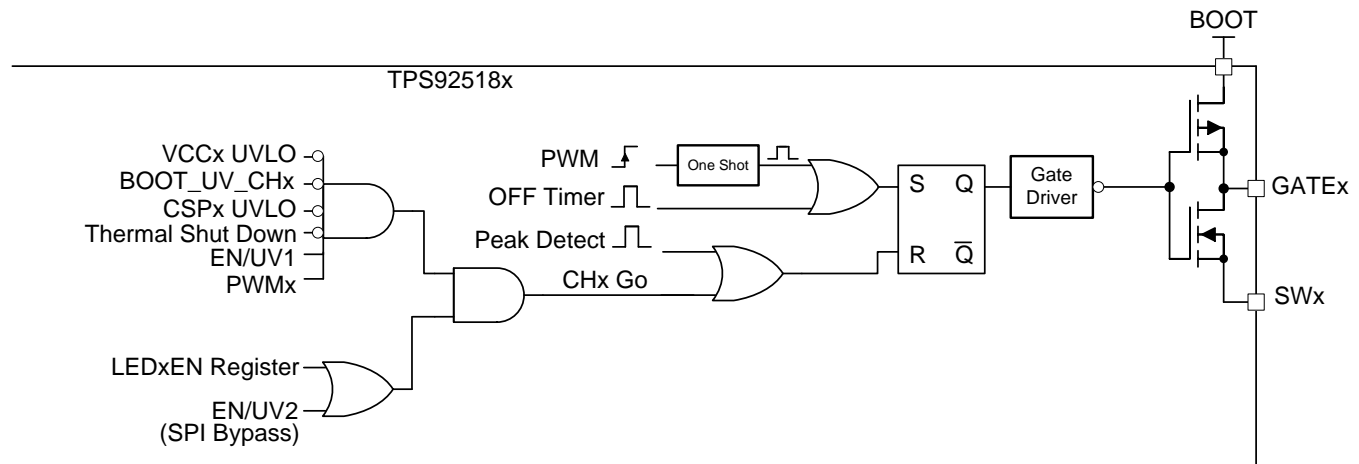 BOOT
TPS92518x
VCCx UVLO
BOOT_UV_CHx
CSPx UVLO
Thermal Shut Down
EN/UV1
PWMx
PWM
One Shot
OFF Timer
Peak Detect
CHx Go
S Q
R Q̅
Gate
Driver
GATEx
SWx
LEDxEN Register
EN/UV2
(SPI Bypass)